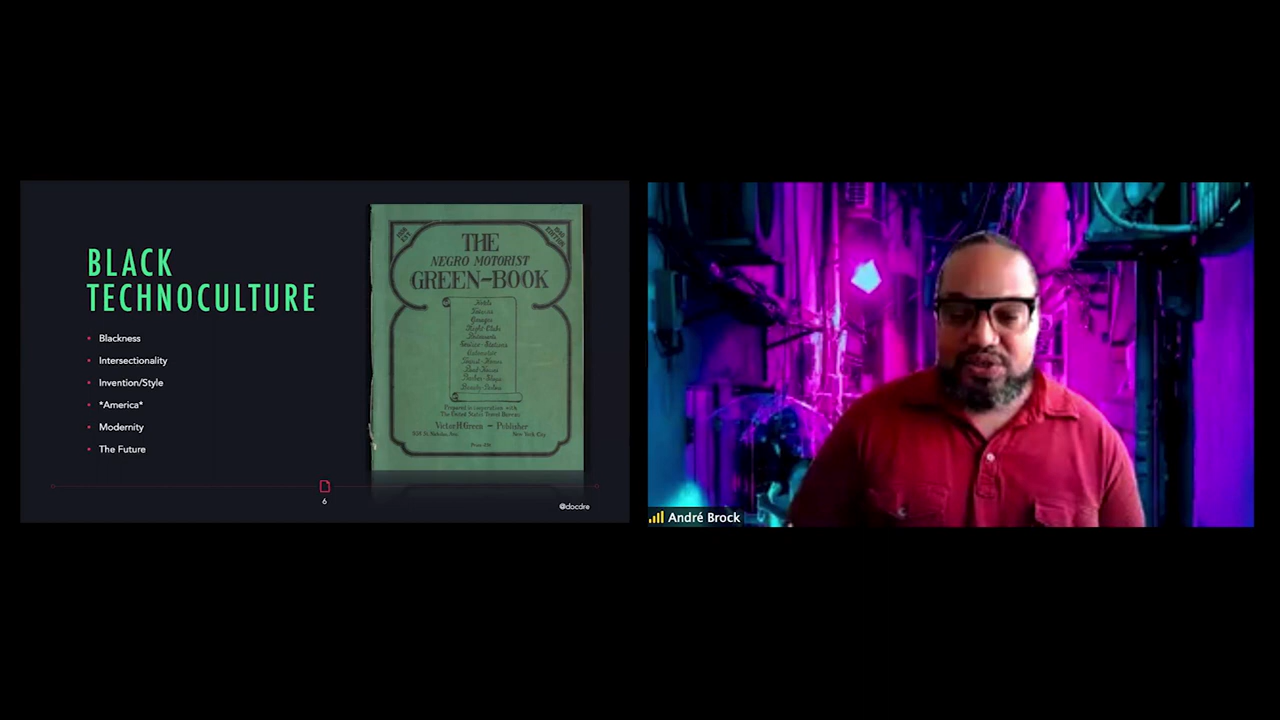 BLACK
TECHNOCULTURE
Blackness
Intersectionality
Invention/Style
*America*
Modernity
The Future
6
@docdre
THE
NEGRO MOTORIST
GREEN-BOOK
Hotels
Taverns
Garages
Night-Clubs
Restaurants
Service-Stations
Automobile
Tourist-Homes
Road-Houses
Barber-Shops
Beauty-Salons
Prepared in cooperation with
The United States Travel Bureau
Victor H. Green - Publisher
New York City
André Brock